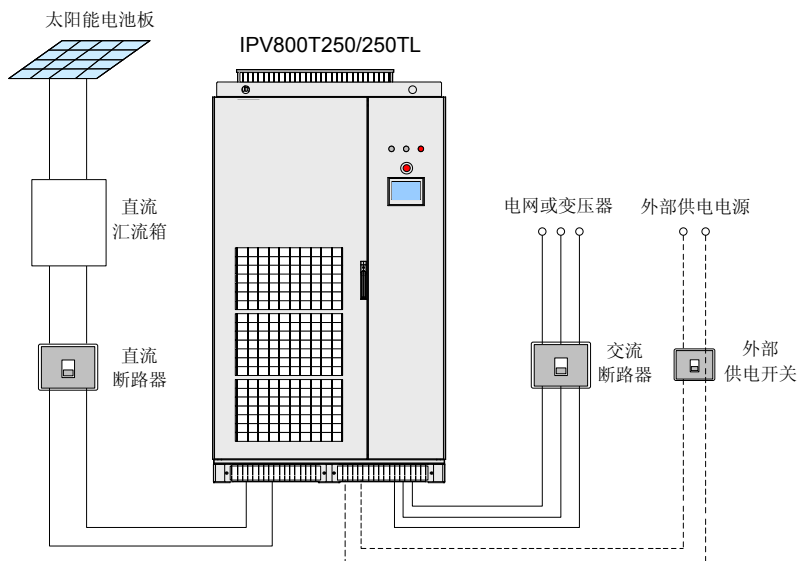 太阳能电池板
IPV800T250/250TL
直流
汇流箱
电网或变压器
外部供电电源
直流
断路器
交流
断路器
外部
供电开关